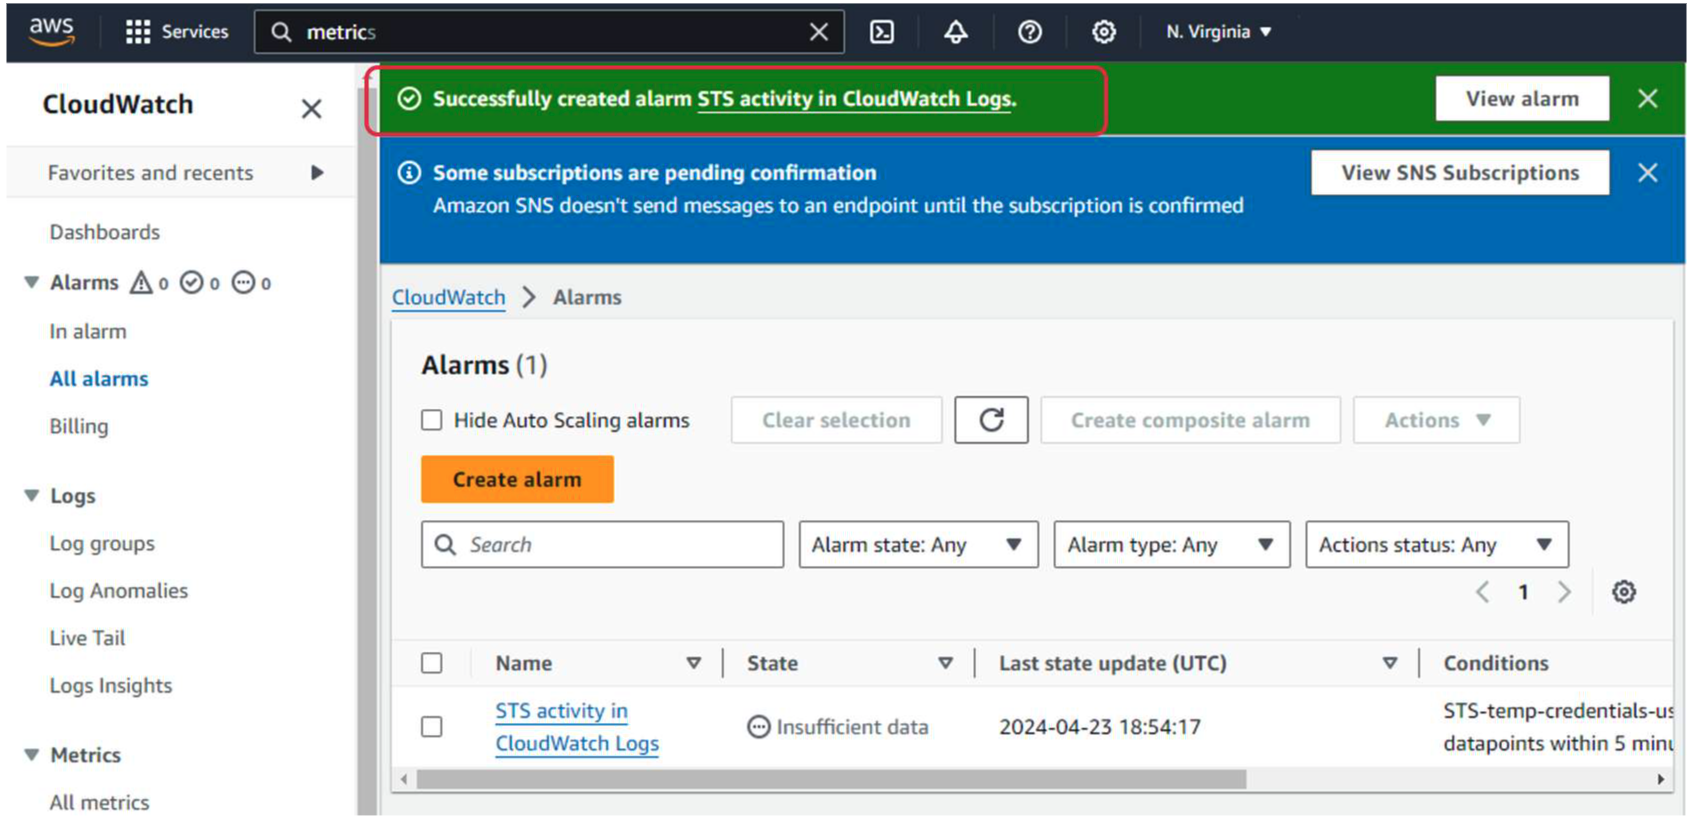 aws
Services
metrics
N. Virginia
CloudWatch
Favorites and recents
Dashboards
Alarms 0 0 0
In alarm
All alarms
Billing
Logs
Log groups
Log Anomalies
Live Tail
Logs Insights
Metrics
All metrics
Successfully created alarm STS activity in CloudWatch Logs.
View alarm
Some subscriptions are pending confirmation
Amazon SNS doesn't send messages to an endpoint until the subscription is confirmed
View SNS Subscriptions
CloudWatch > Alarms
Alarms (1)
Hide Auto Scaling alarms
Clear selection
Create composite alarm
Actions
Create alarm
Search
Alarm state: Any
Alarm type: Any
Actions status: Any
1
Name
State
Last state update (UTC)
Conditions
STS activity in
CloudWatch Logs
Insufficient data
2024-04-23 18:54:17
STS-temp-credentials-us
datapoints within 5 minu